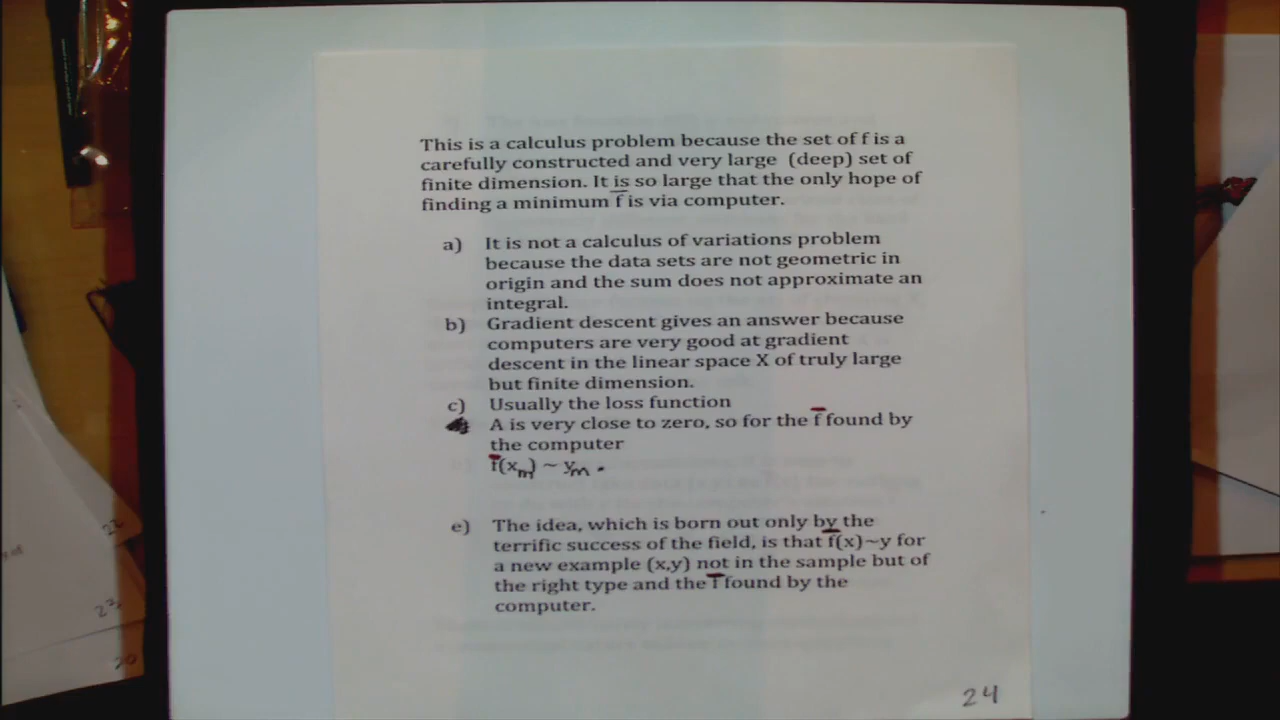 This is a calculus problem because the set of f is a
carefully constructed and very large (deep) set of
finite dimension. It is so large that the only hope of
finding a minimum f̅ is via computer.
a) It is not a calculus of variations problem
because the data sets are not geometric in
origin and the sum does not approximate an
integral.
b) Gradient descent gives an answer because
computers are very good at gradient
descent in the linear space X of truly large
but finite dimension.
c) Usually the loss function
A is very close to zero, so for the f̅ found by
the computer
f̅(xₘ) ~ yₘ .
e) The idea, which is born out only by the
terrific success of the field, is that f̅(x)~y for
a new example (x,y) not in the sample but of
the right type and the f̅ found by the
computer.
24
22
22
20